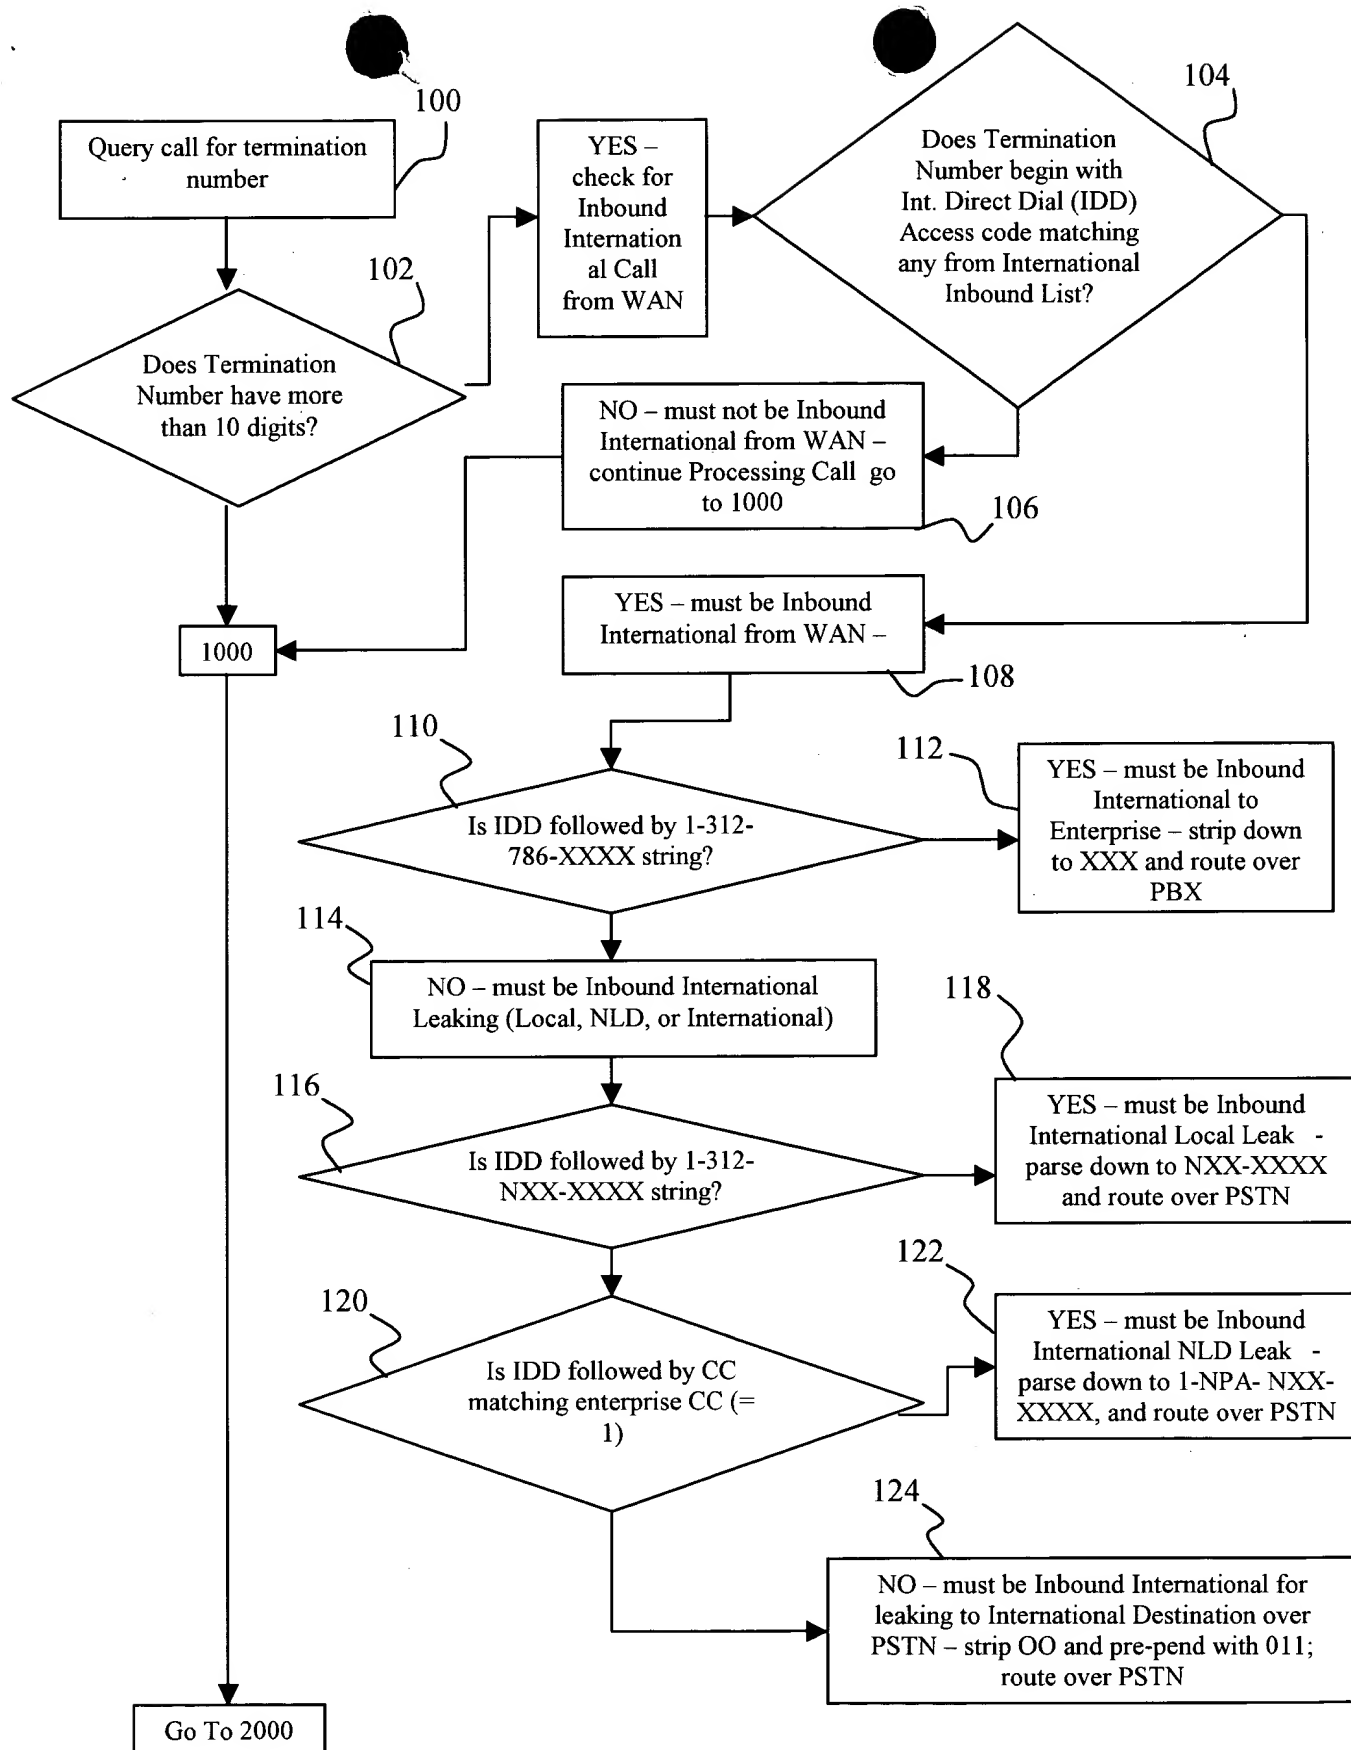 100
Query call for termination
number
YES –
check for
Inbound
Internation
al Call
from WAN
104
Does Termination
Number begin with
Int. Direct Dial (IDD)
Access code matching
any from International
Inbound List?
102
Does Termination
Number have more
than 10 digits?
NO – must not be Inbound
International from WAN –
continue Processing Call go
to 1000
106
YES – must be Inbound
International from WAN –
108
1000
110
Is IDD followed by 1-312-
786-XXXX string?
112
YES – must be Inbound
International to
Enterprise – strip down
to XXX and route over
PBX
114
NO – must be Inbound International
Leaking (Local, NLD, or International)
116
Is IDD followed by 1-312-
NXX-XXXX string?
118
YES – must be Inbound
International Local Leak -
parse down to NXX-XXXX
and route over PSTN
120
Is IDD followed by CC
matching enterprise CC (=
1)
122
YES – must be Inbound
International NLD Leak -
parse down to 1-NPA- NXX-
XXXX, and route over PSTN
124
NO – must be Inbound International for
leaking to International Destination over
PSTN – strip OO and pre-pend with 011;
route over PSTN
Go To 2000